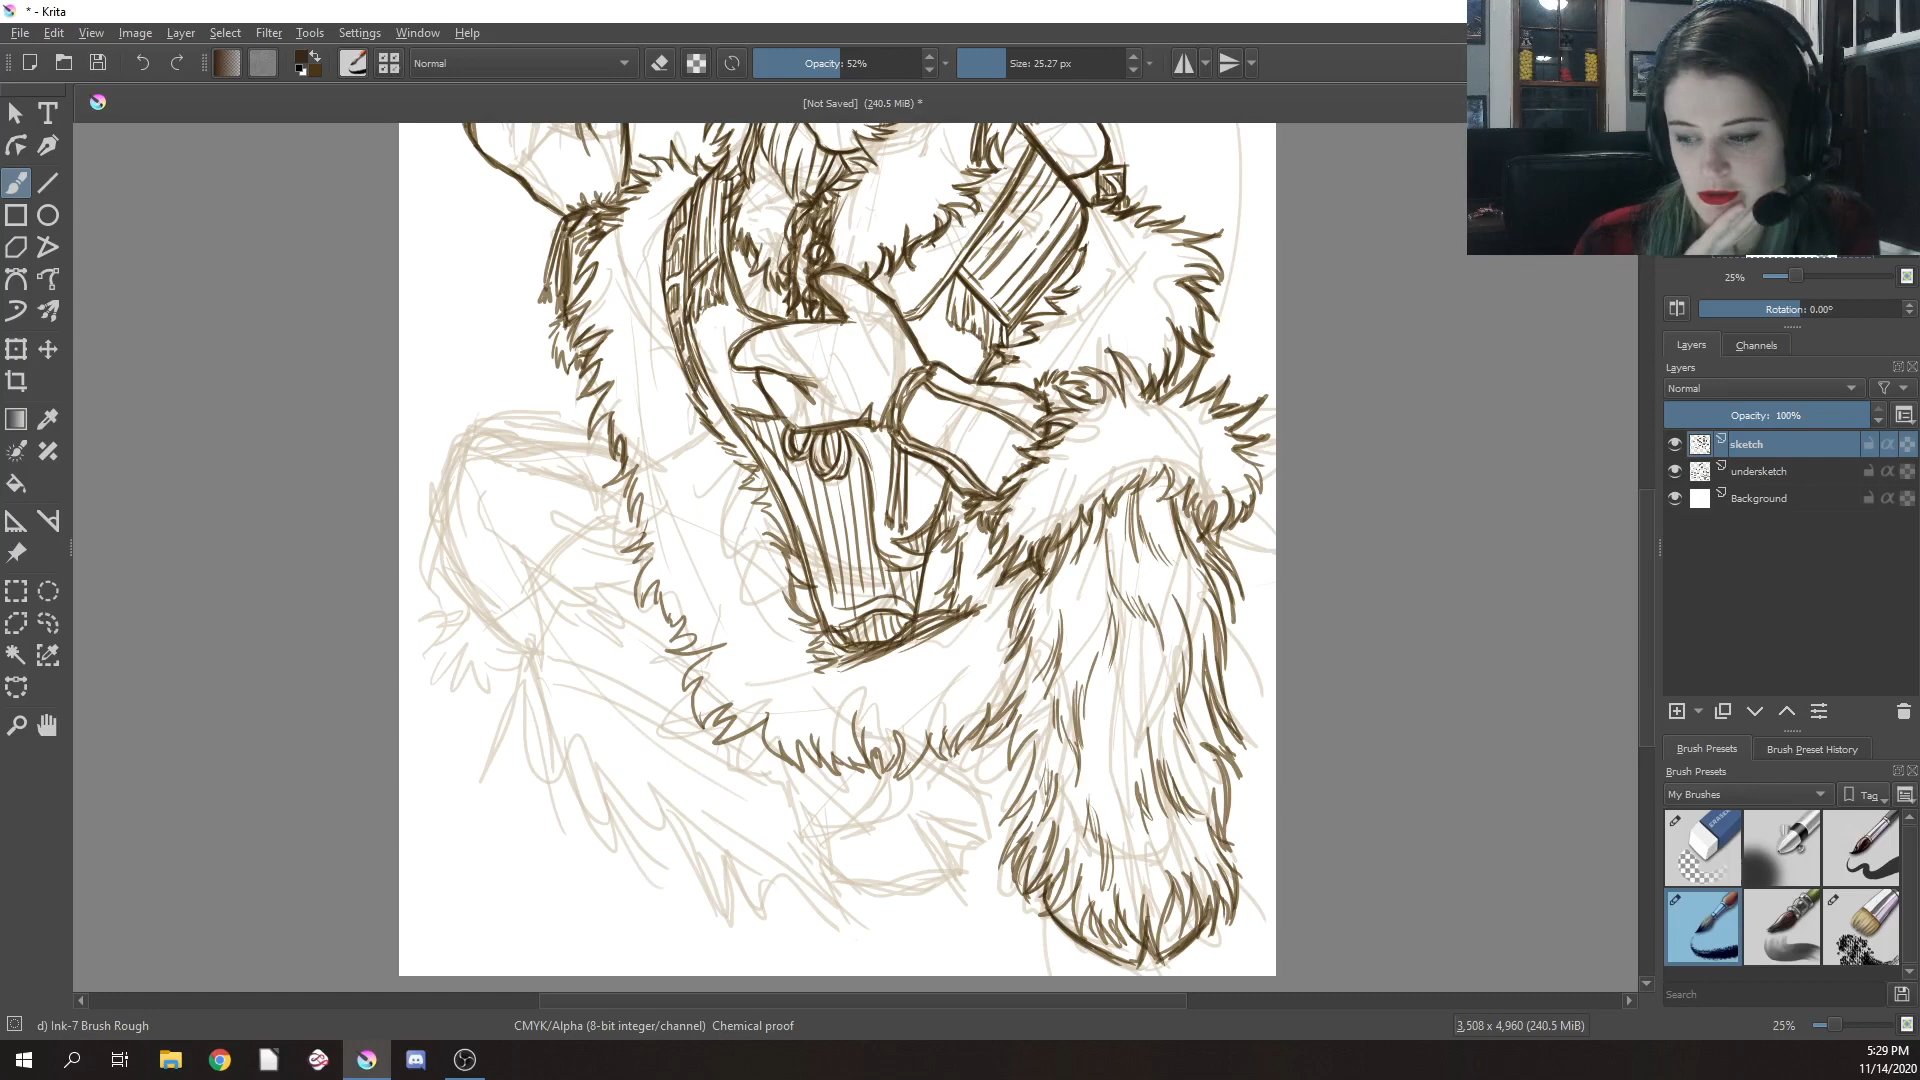 * - Krita
File Edit View Image Layer Select Filter Tools Settings Window Help
Normal Opacity: 52% Size: 25.27 px
[Not Saved] (240.5 MiB) *
25%
Rotation: 0.00°
Layers Channels
Layers
Normal
Opacity: 100%
sketch
undersketch
Background
Brush Presets Brush Preset History
Brush Presets
My Brushes Tag
ERASER
Search
d) Ink-7 Brush Rough CMYK/Alpha (8-bit integer/channel) Chemical proof 3,508 x 4,960 (240.5 MiB) 25%
5:29 PM
11/14/2020